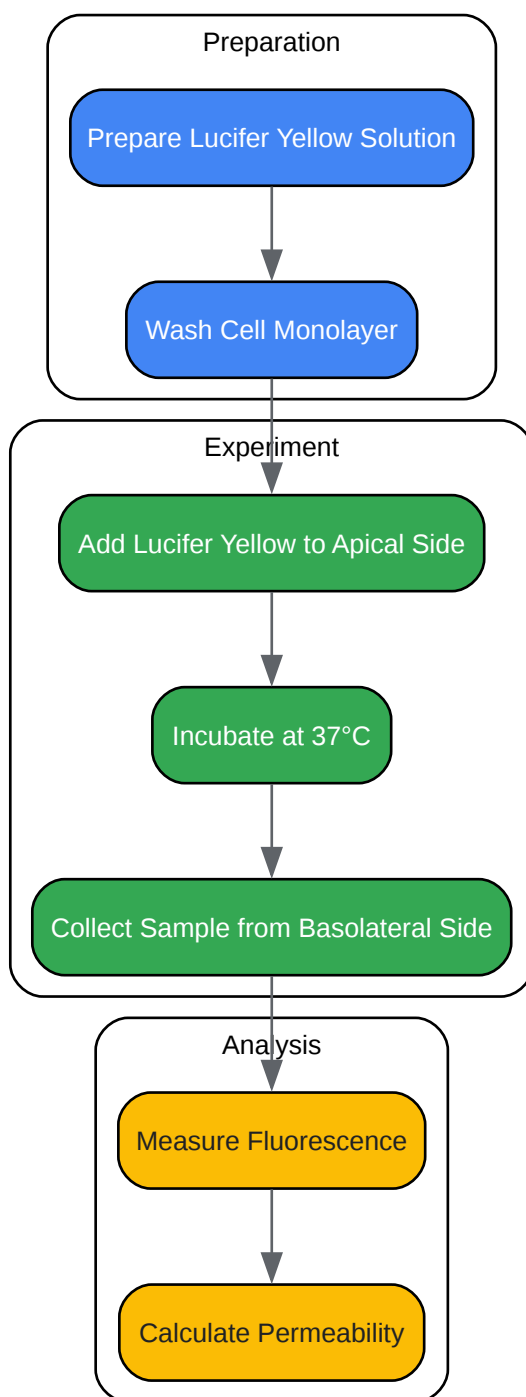 Preparation
Prepare Lucifer Yellow Solution
Wash Cell Monolayer
Experiment
Add Lucifer Yellow to Apical Side
Incubate at 37°C
Collect Sample from Basolateral Side
Analysis
Measure Fluorescence
Calculate Permeability